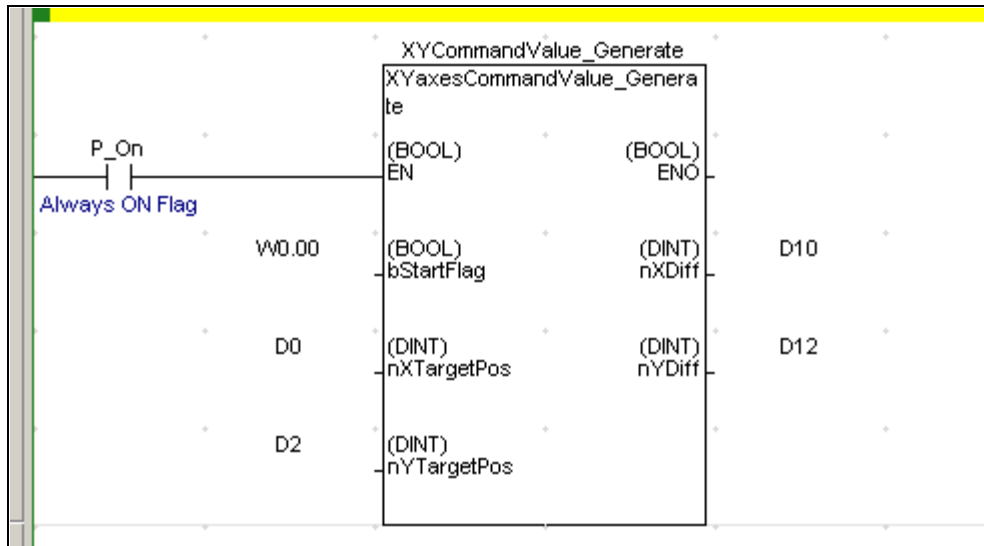 XYCommandValue_Generate
XYaxesCommandValue_Genera
te
P_On
(BOOL) (BOOL)
EN ENO
Always ON Flag
W0.00 (BOOL) (DINT) D10
bStartFlag nXDiff
D0 (DINT) (DINT) D12
nXTargetPos nYDiff
D2 (DINT)
nYTargetPos